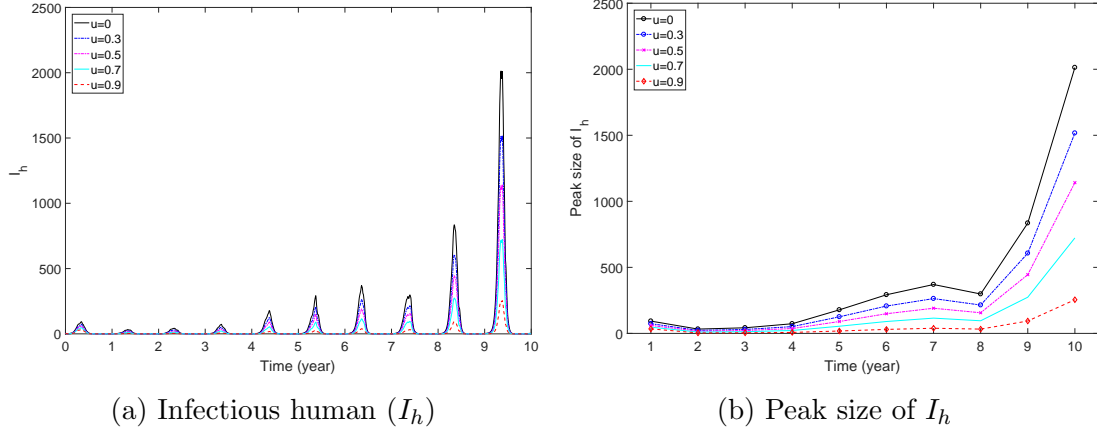 2500
2000
1500
1000
500
0
I_h
u=0
u=0.3
u=0.5
u=0.7
u=0.9
0 1 2 3 4 5 6 7 8 9 10
Time (year)
(a) Infectious human (I_h)
2500
2000
1500
1000
500
0
Peak size of I_h
u=0
u=0.3
u=0.5
u=0.7
u=0.9
1 2 3 4 5 6 7 8 9 10
Time (year)
(b) Peak size of I_h